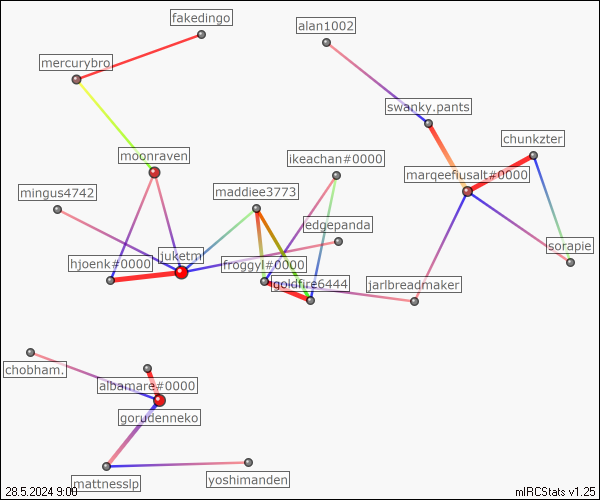 fakedingo
alan1002
mercurybro
swanky.pants
chunkzter
moonraven
ikeachan#0000
marqeefiusalt#0000
mingus4742
maddiee3773
edgepanda
sorapie
juketm
hjoenk#0000
froggyl#0000
goldfire6444
jarlbreadmaker
chobham.
albamare#0000
gorudenneko
mattnesslp
yoshimanden
28.5.2024 9:00
mIRCStats v1.25